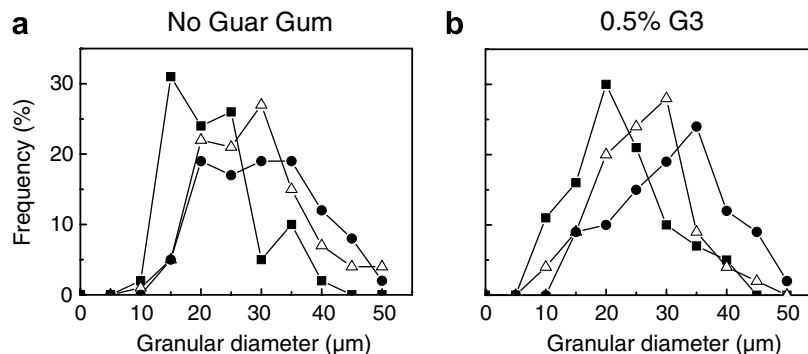 a No Guar Gum
b 0.5% G3
Frequency (%)
30
20
10
0
0 10 20 30 40 50
0 10 20 30 40 50
Granular diameter (μm)
Granular diameter (μm)